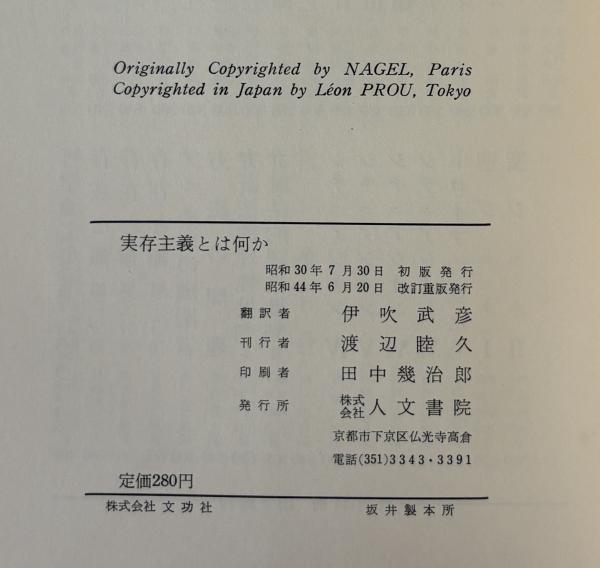 Originally Copyrighted by NAGEL, Paris
Copyrighted in Japan by Léon PROU, Tokyo
実存主義とは何か
昭和30年7月30日 初版発行
昭和44年6月20日 改訂重版発行
翻訳者 伊吹武彦
刊行者 渡辺睦久
印刷者 田中幾治郎
発行所 株式会社人文書院
京都市下京区仏光寺高倉
電話(351)3343・3391
定価280円
株式会社 文功社 坂井製本所